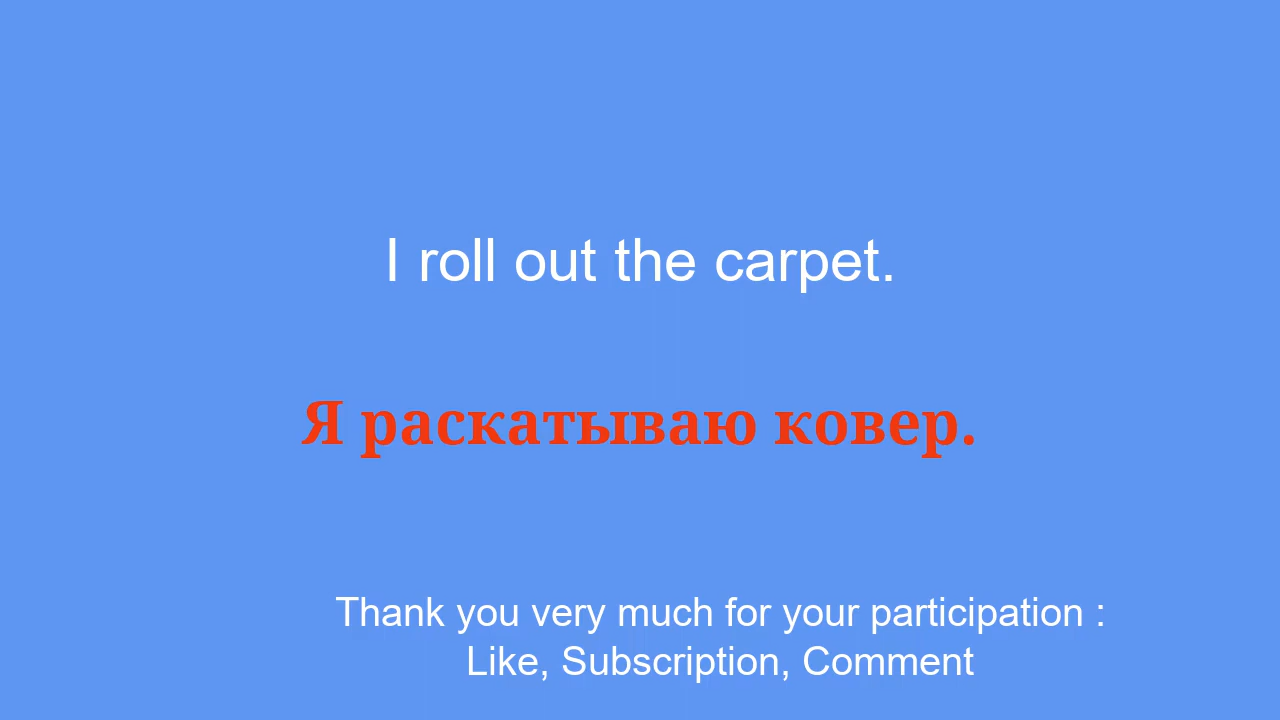 I roll out the carpet.
Я раскатываю ковер.
Thank you very much for your participation :
Like, Subscription, Comment